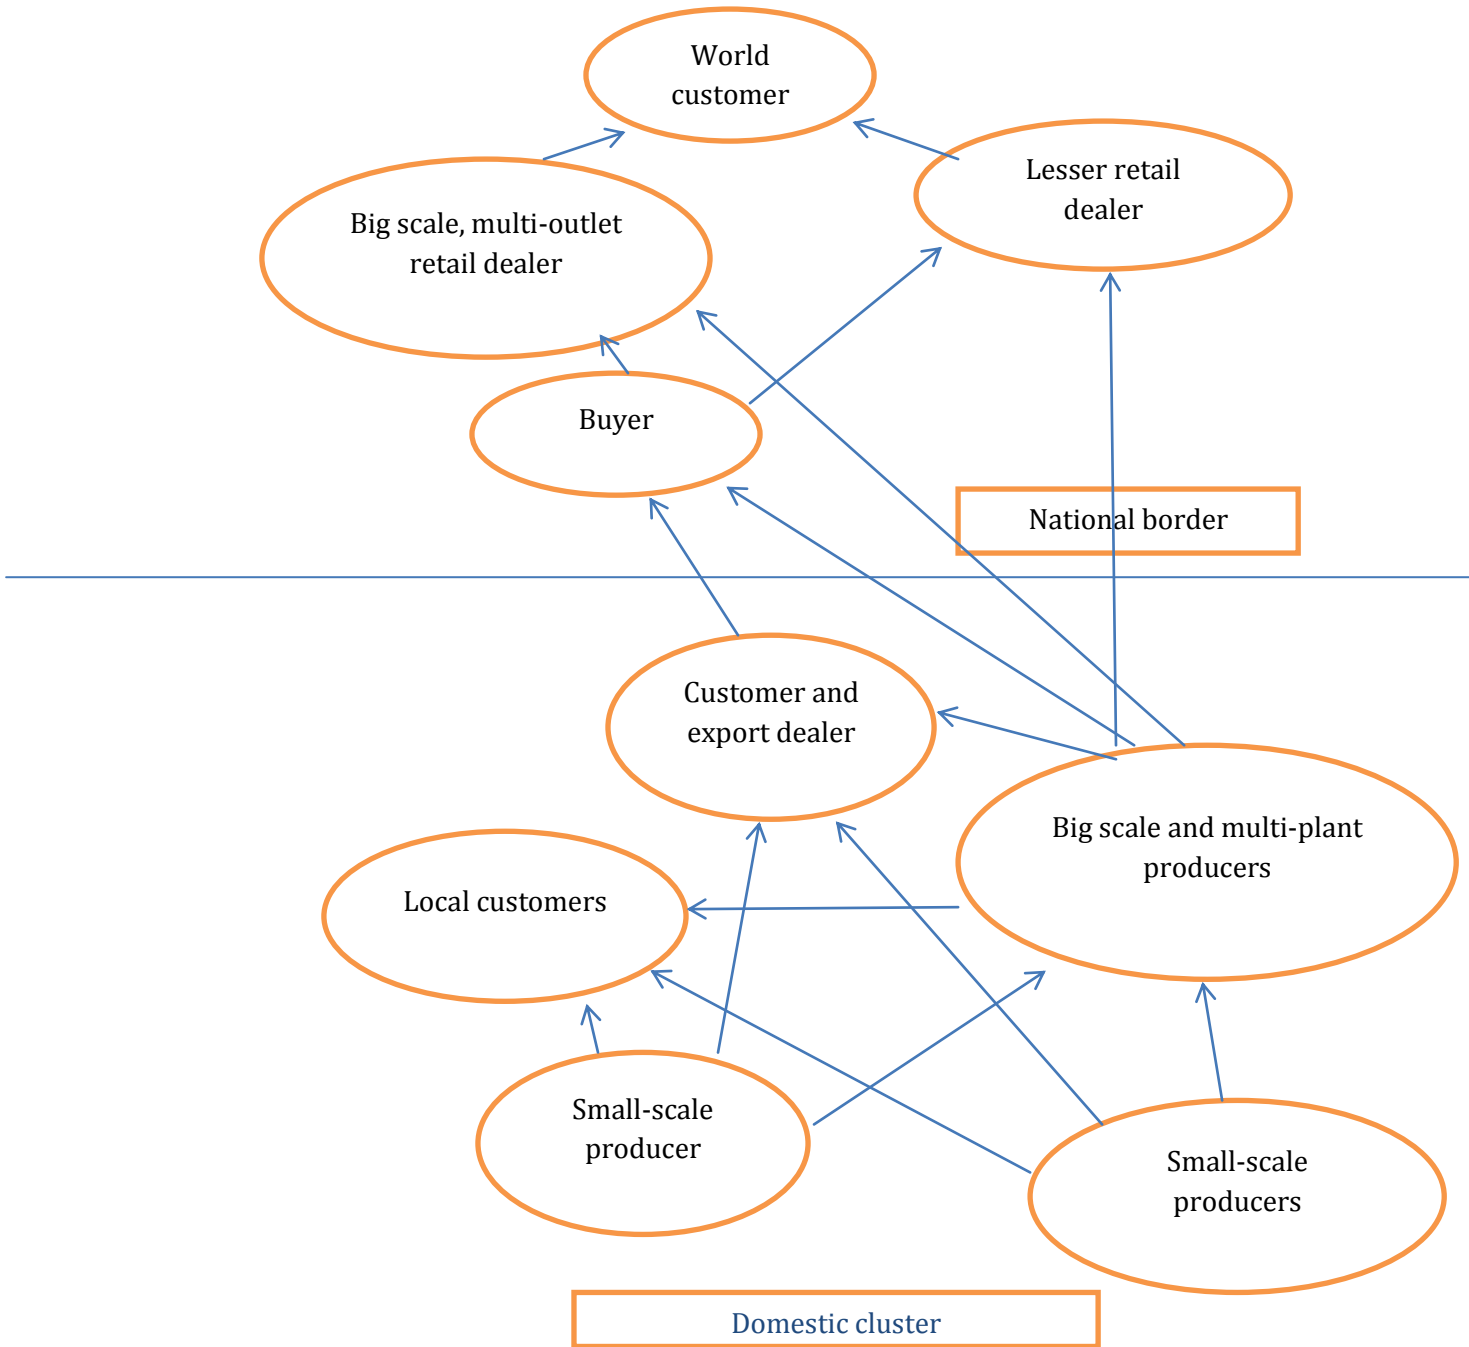 World
customer
Lesser retail
dealer
Big scale, multi-outlet
retail dealer
Buyer
National border
Customer and
export dealer
Big scale and multi-plant
producers
Local customers
Small-scale
producer
Small-scale
producers
Domestic cluster